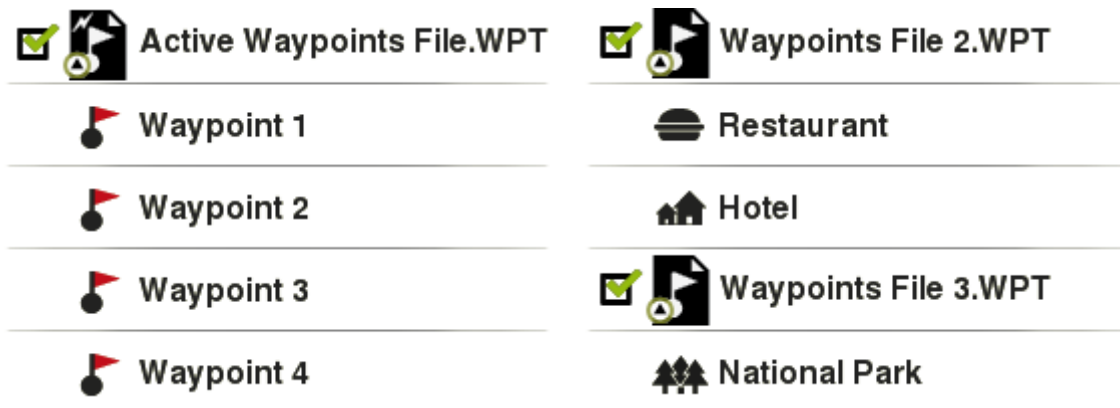 Active Waypoints File.WPT
Waypoint 1
Waypoint 2
Waypoint 3
Waypoint 4
Waypoints File 2.WPT
Restaurant
Hotel
Waypoints File 3.WPT
National Park